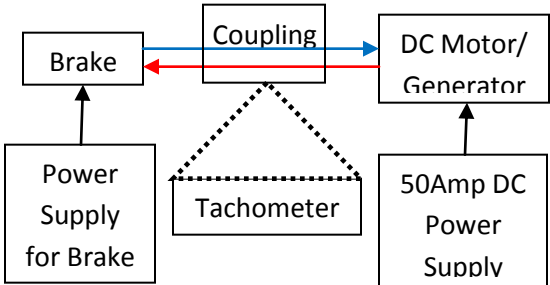 Coupling
Brake
DC Motor/
Generator
Power
Supply
for Brake
Tachometer
50Amp DC
Power
Supply